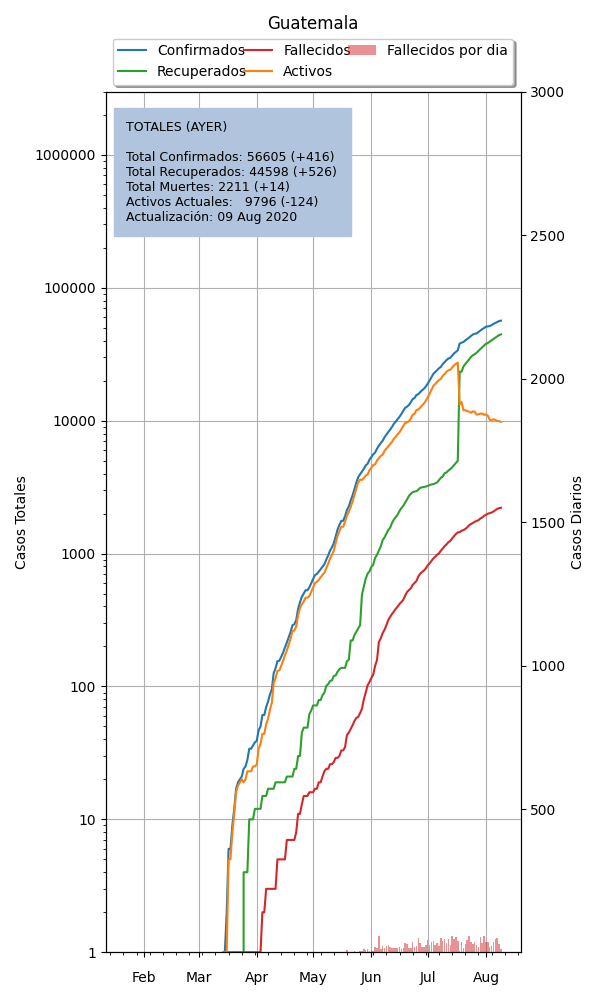 Guatemala
Confirmados Fallecidos Fallecidos por dia
Recuperados Activos
TOTALES (AYER)
Total Confirmados: 56605 (+416)
Total Recuperados: 44598 (+526)
Total Muertes: 2211 (+14)
Activos Actuales:   9796 (-124)
Actualización: 09 Aug 2020
Casos Totales
1000000
100000
10000
1000
100
10
1
Casos Diarios
3000
2500
2000
1500
1000
500
Feb Mar Apr May Jun Jul Aug